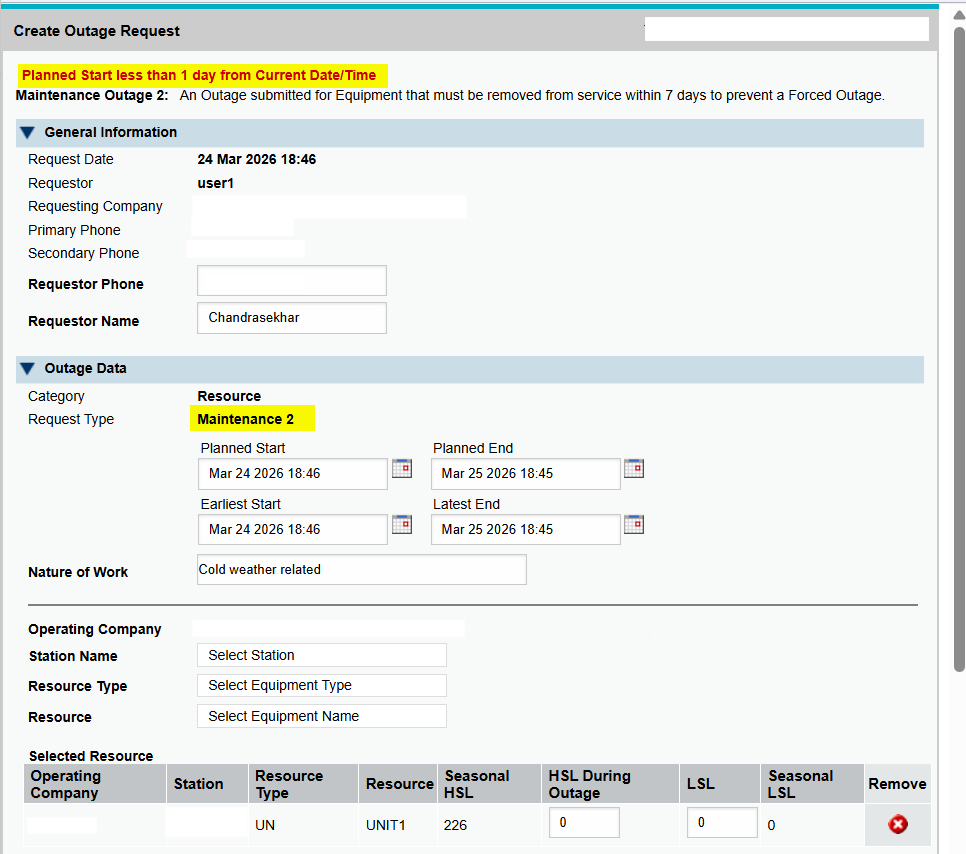 Create Outage Request
Planned Start less than 1 day from Current Date/Time
Maintenance Outage 2: An Outage submitted for Equipment that must be removed from service within 7 days to prevent a Forced Outage.
General Information
Request Date 24 Mar 2026 18:46
Requestor user1
Requesting Company
Primary Phone
Secondary Phone
Requestor Phone
Requestor Name Chandrasekhar
Outage Data
Category Resource
Request Type Maintenance 2
Planned Start Planned End
Mar 24 2026 18:46 Mar 25 2026 18:45
Earliest Start Latest End
Mar 24 2026 18:46 Mar 25 2026 18:45
Nature of Work Cold weather related
Operating Company
Station Name Select Station
Resource Type Select Equipment Type
Resource Select Equipment Name
Selected Resource
Operating Company Station Resource Type Resource Seasonal HSL HSL During Outage LSL Seasonal LSL Remove
UN UNIT1 226 0 0 0